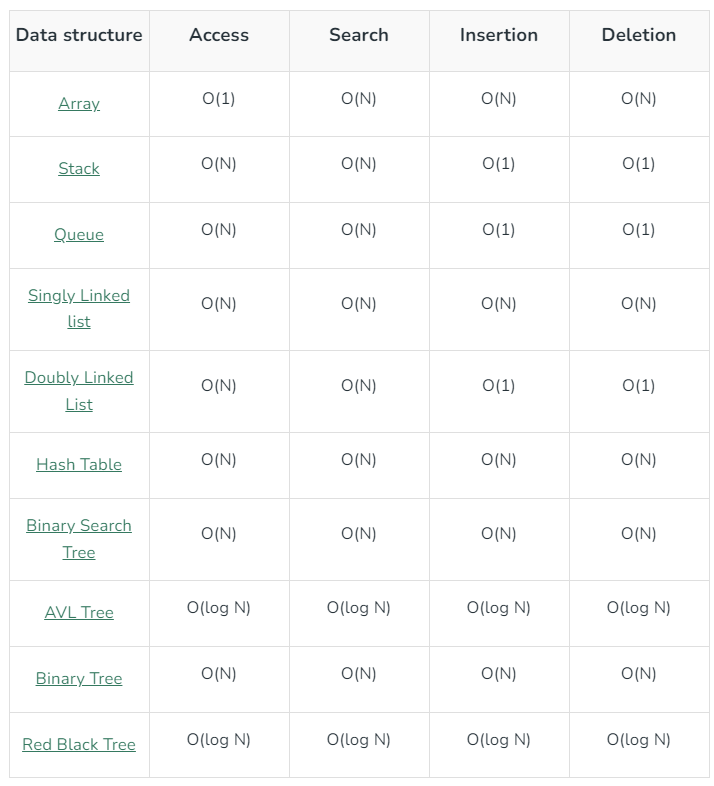 Data structure Access Search Insertion Deletion
Array O(1) O(N) O(N) O(N)
Stack O(N) O(N) O(1) O(1)
Queue O(N) O(N) O(1) O(1)
Singly Linked
list O(N) O(N) O(N) O(N)
Doubly Linked
List O(N) O(N) O(1) O(1)
Hash Table O(N) O(N) O(N) O(N)
Binary Search
Tree O(N) O(N) O(N) O(N)
AVL Tree O(log N) O(log N) O(log N) O(log N)
Binary Tree O(N) O(N) O(N) O(N)
Red Black Tree O(log N) O(log N) O(log N) O(log N)